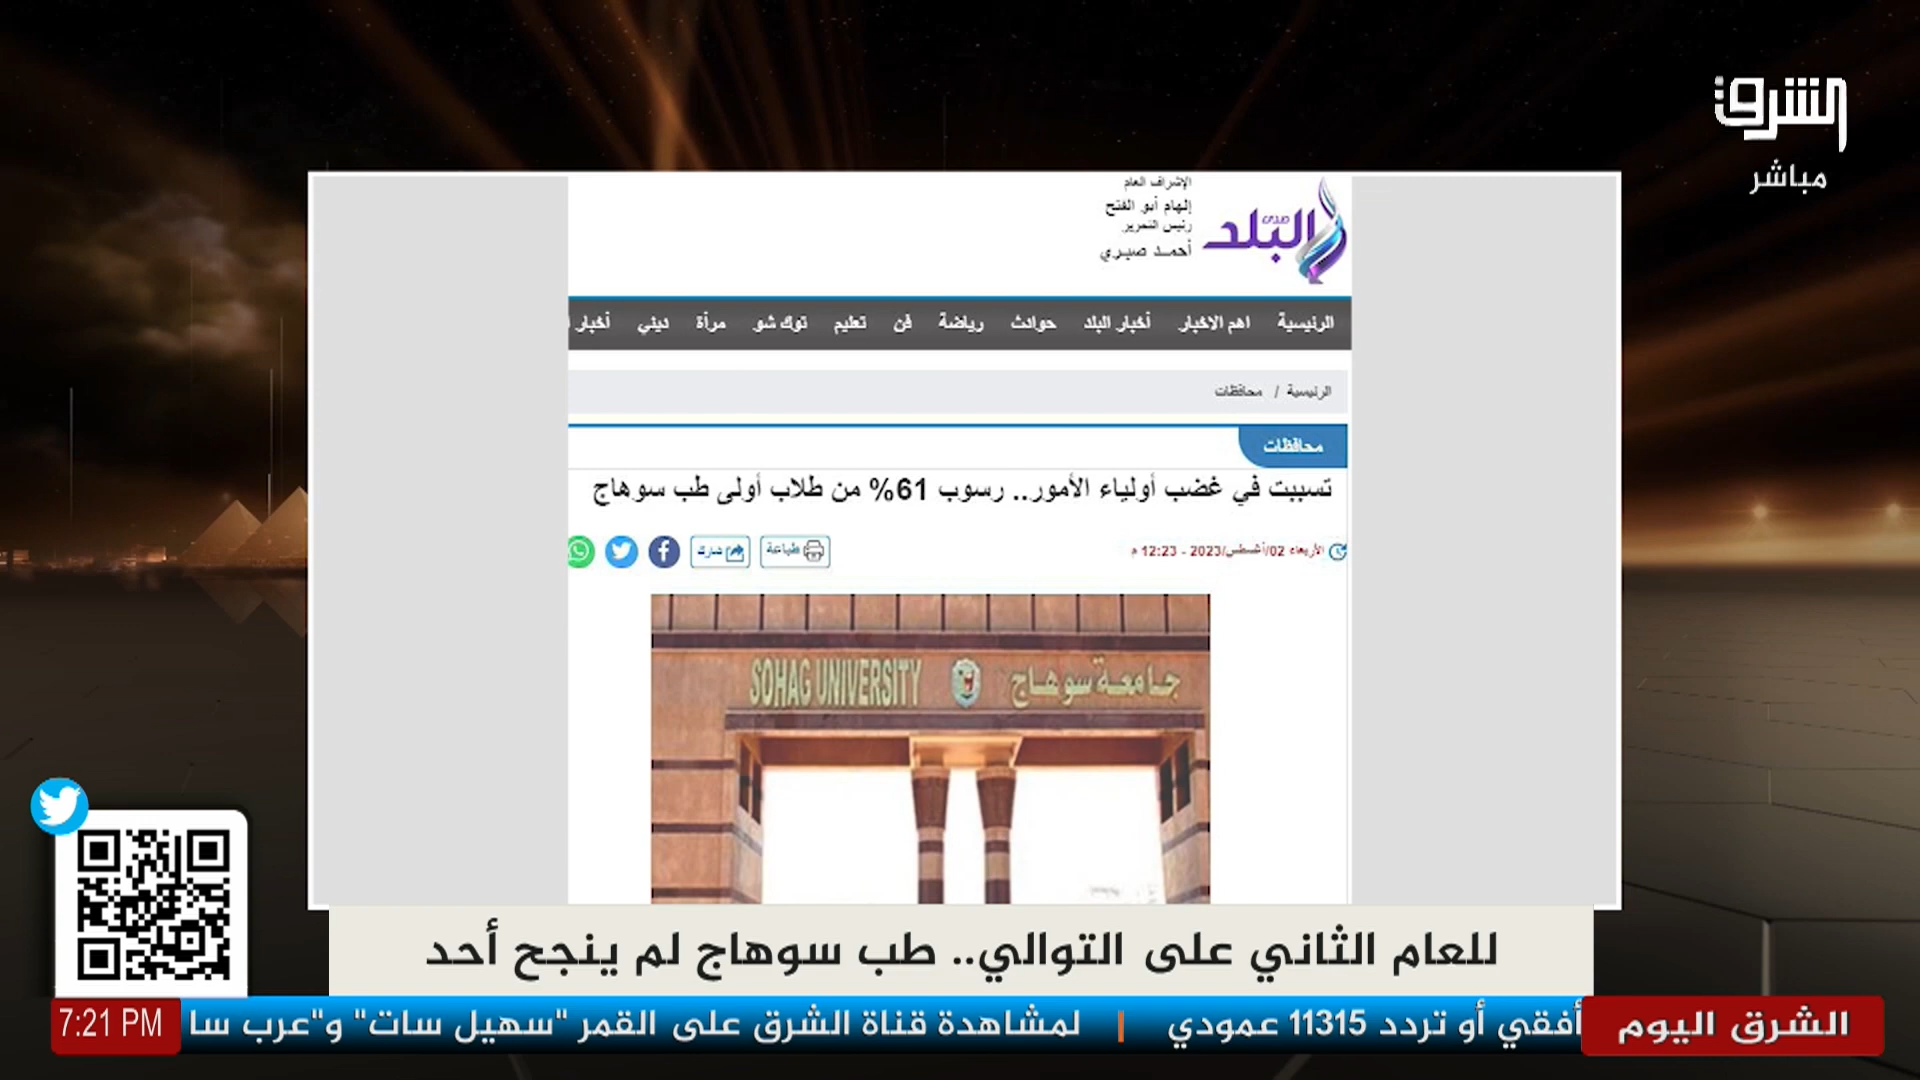 الشرق
مباشر
الإشراف العام
إلهام أبو الفتح
رئيس التحرير
أحمـد صبـري
صدى البلد
الرئيسية اهم الاخبار أخبار البلد حوادث رياضة فن تعليم توك شو مرأة ديني أخبار
الرئيسية / محافظات
محافظات
تسببت في غضب أولياء الأمور.. رسوب 61% من طلاب أولى طب سوهاج
الأربعاء 02/أغسطس/2023 - 12:23 م
طباعة شارك
SOHAG UNIVERSITY جامعة سوهاج
للعام الثاني على التوالي.. طب سوهاج لم ينجح أحد
الشرق اليوم
أفقي أو تردد 11315 عمودي | لمشاهدة قناة الشرق على القمر "سهيل سات" و"عرب سا
7:21 PM